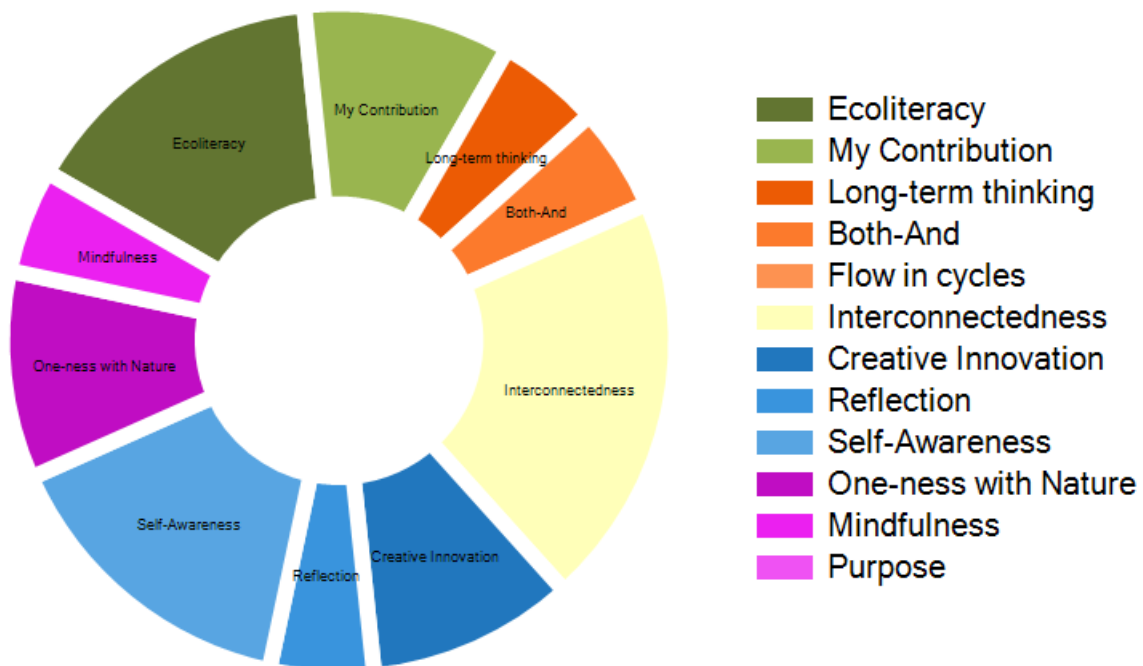 My Contribution
Ecoliteracy
Long-term thinking
Both-And
Mindfulness
One-ness with Nature
Interconnectedness
Self-Awareness
Creative Innovation
Reflection
Ecoliteracy
My Contribution
Long-term thinking
Both-And
Flow in cycles
Interconnectedness
Creative Innovation
Reflection
Self-Awareness
One-ness with Nature
Mindfulness
Purpose